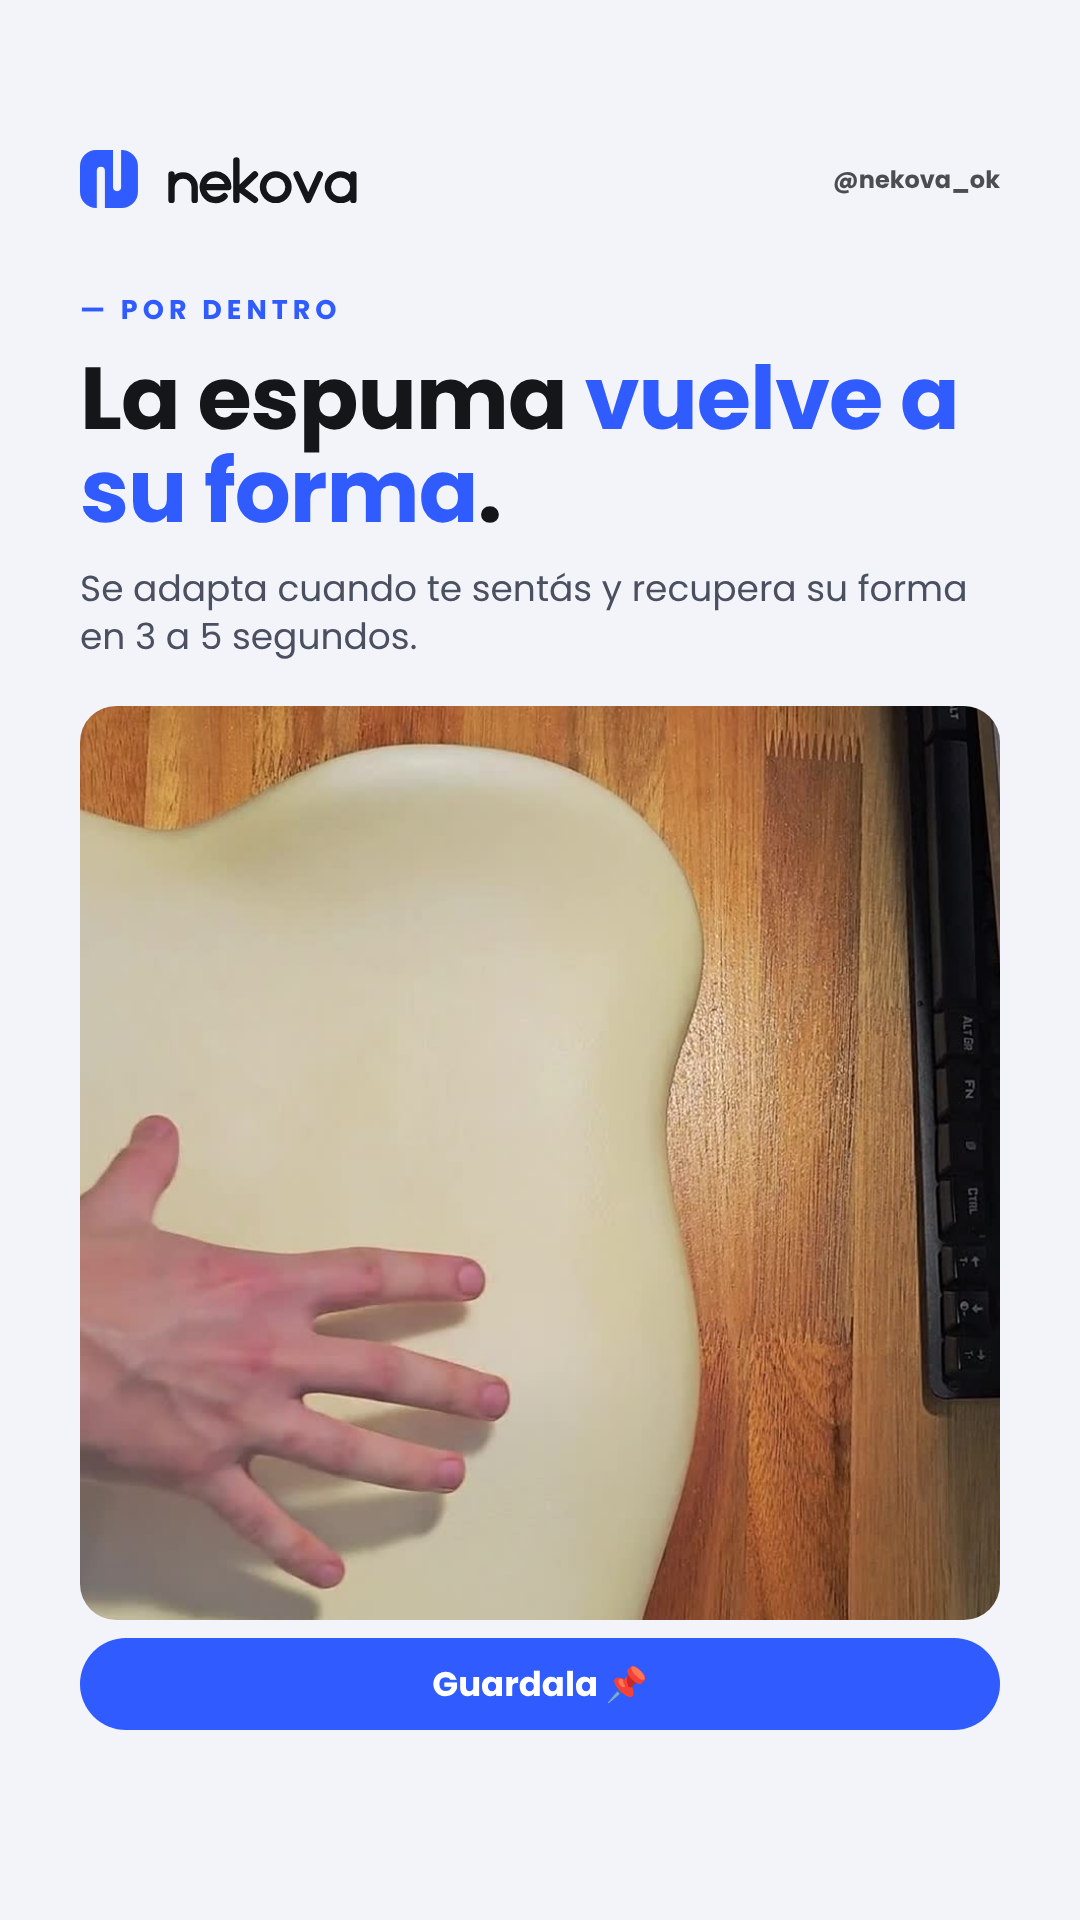 nekova
@nekova_ok
— POR DENTRO
La espuma vuelve a
su forma.
Se adapta cuando te sentás y recupera su forma
en 3 a 5 segundos.
ALT GR
FN
CTRL
Guardala 📌